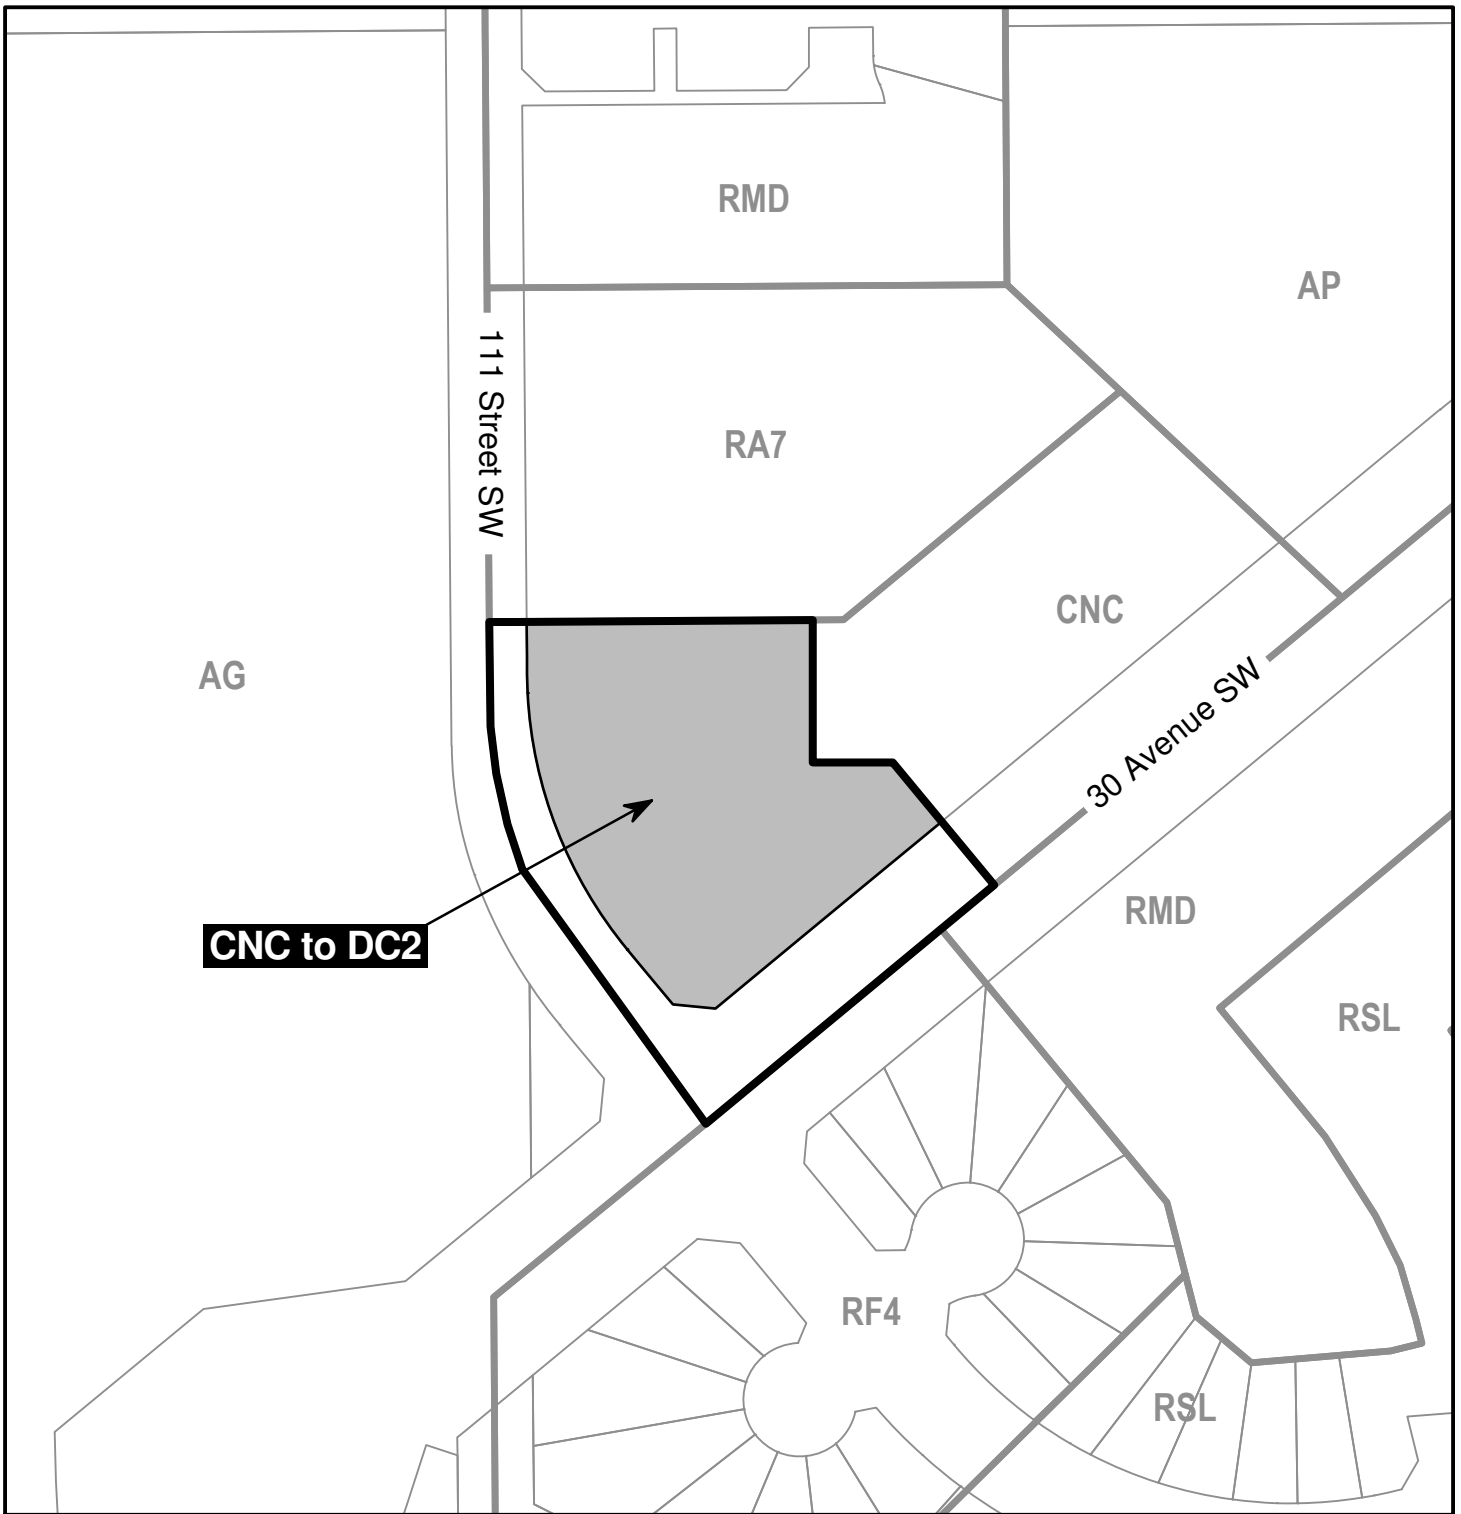 RMD
AP
111 Street SW
RA7
CNC
AG
30 Avenue SW
RMD
CNC to DC2
RSL
RF4
RSL